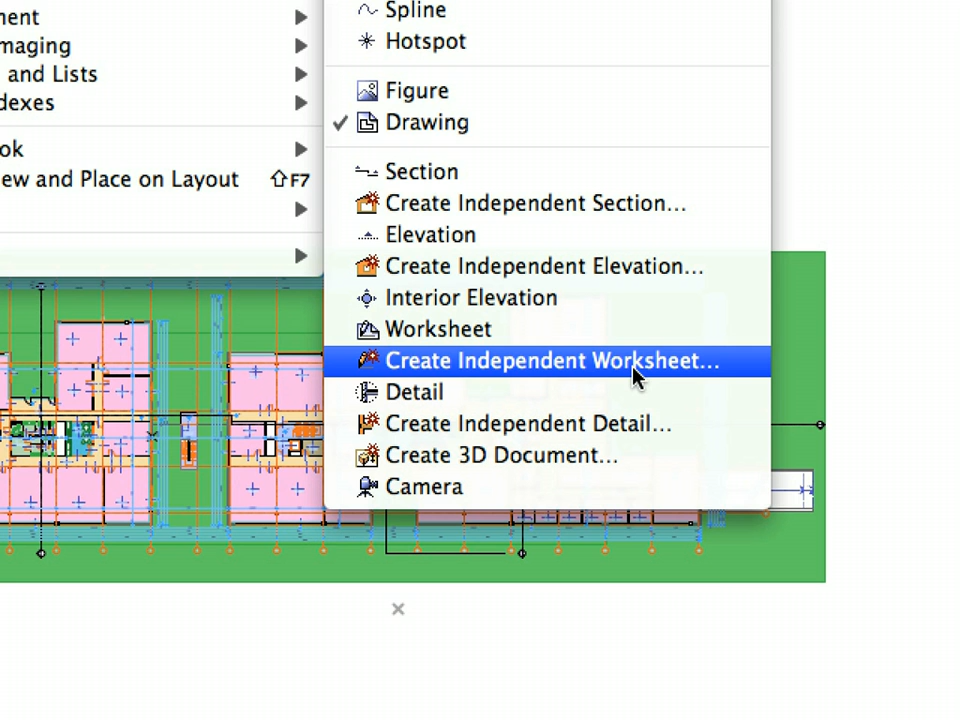 ment
maging
and Lists
dexes
ok
ew and Place on Layout ⇧F7
Spline
Hotspot
Figure
✓ Drawing
Section
Create Independent Section...
Elevation
Create Independent Elevation...
Interior Elevation
Worksheet
Create Independent Worksheet...
Detail
Create Independent Detail...
Create 3D Document...
Camera